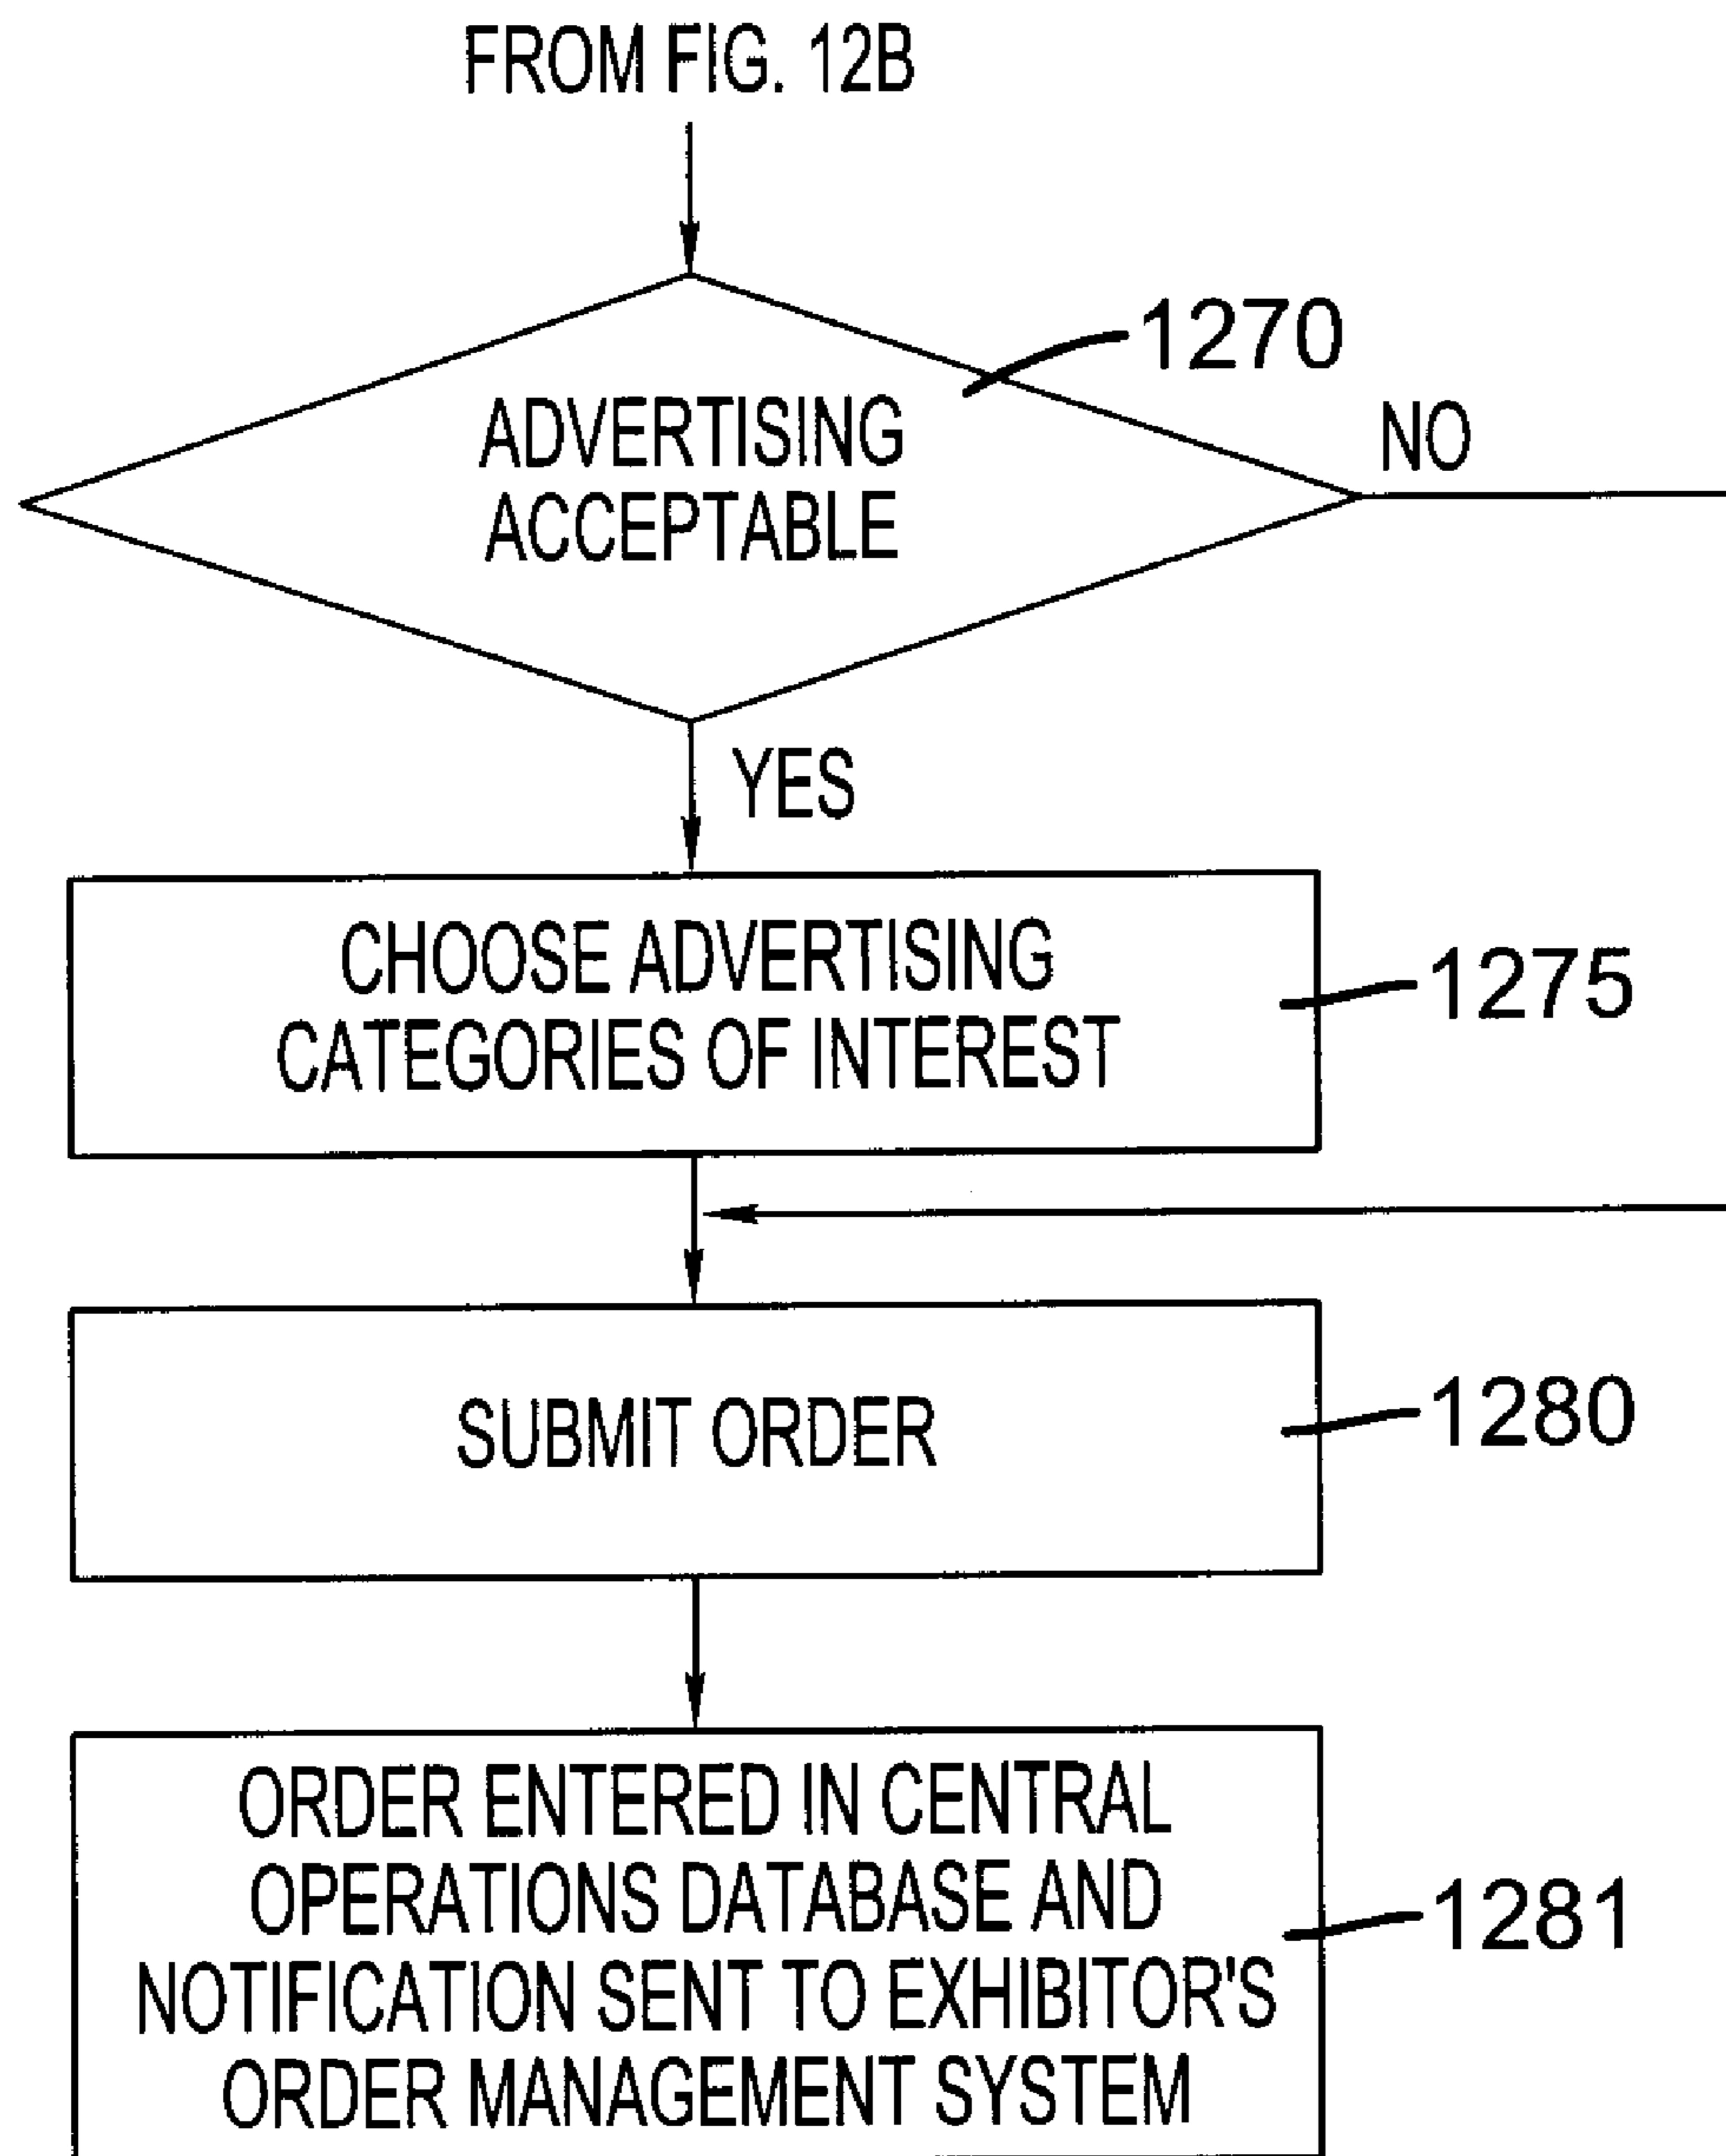 FROM FIG. 12B
1270
ADVERTISING
ACCEPTABLE
NO
YES
CHOOSE ADVERTISING
CATEGORIES OF INTEREST
1275
SUBMIT ORDER
1280
ORDER ENTERED IN CENTRAL
OPERATIONS DATABASE AND
NOTIFICATION SENT TO EXHIBITOR'S
ORDER MANAGEMENT SYSTEM
1281